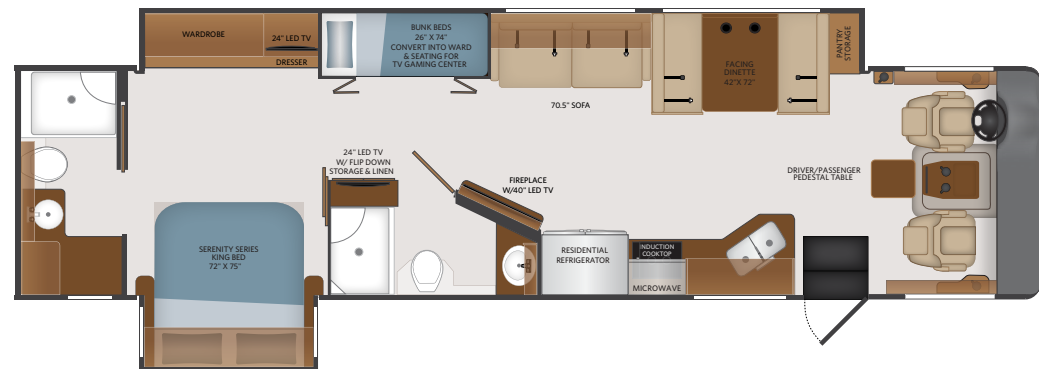 WARDROBE
24" LED TV
DRESSER
BUNK BEDS
26" X 74"
CONVERT INTO WARD
& SEATING FOR
TV GAMING CENTER
70.5" SOFA
FACING
DINETTE
42"X 72"
PANTRY
STORAGE
24" LED TV
W/ FLIP DOWN
STORAGE & LINEN
FIREPLACE
W/40" LED TV
DRIVER/PASSENGER
PEDESTAL TABLE
SERENITY SERIES
KING BED
72" X 75"
RESIDENTIAL
REFRIGERATOR
INDUCTION
COOKTOP
MICROWAVE